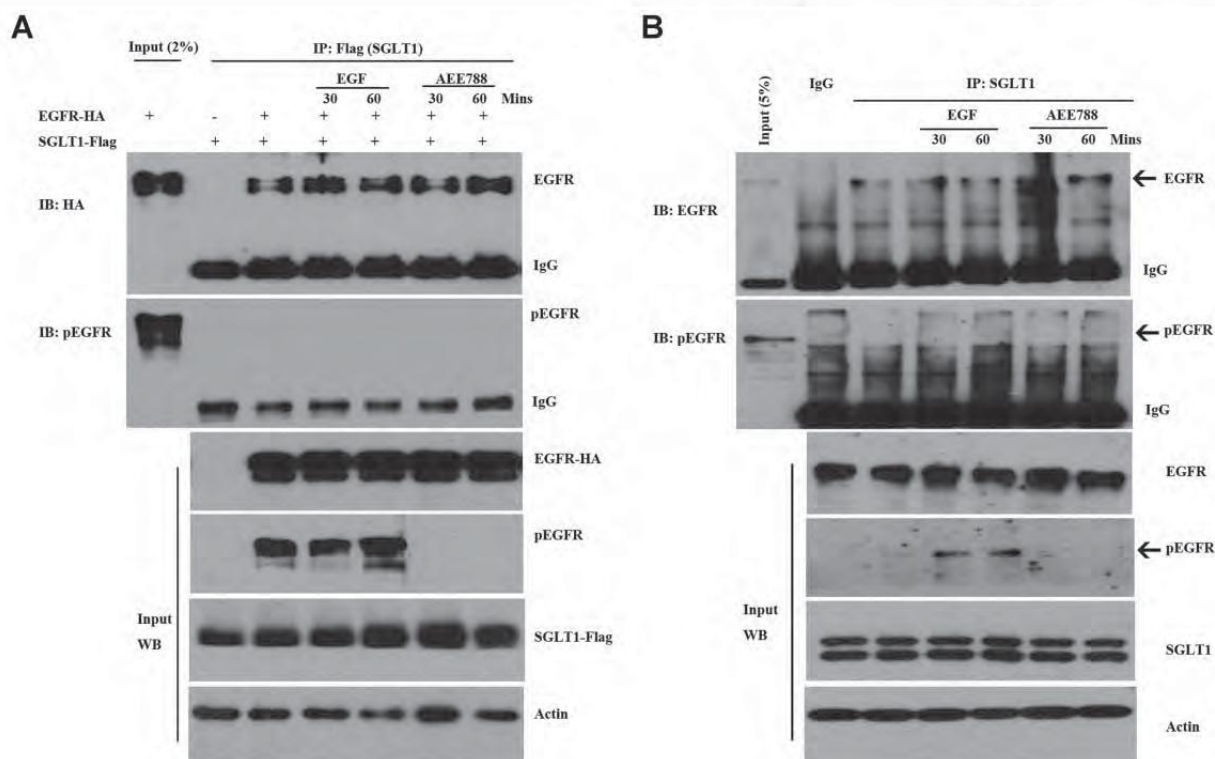 A
Input (2%) IP: Flag (SGLT1)
EGF AEE788
30 60 30 60 Mins
EGFR-HA + - + + + + +
SGLT1-Flag + + + + + +
IB: HA EGFR
IgG
IB: pEGFR pEGFR
IgG
EGFR-HA
pEGFR
Input
WB
SGLT1-Flag
Actin
B
Input (5%) IgG IP: SGLT1
EGF AEE788
30 60 30 60 Mins
IB: EGFR EGFR
IgG
IB: pEGFR pEGFR
IgG
EGFR
pEGFR
Input
WB
SGLT1
Actin